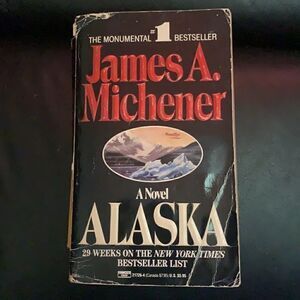 THE MONUMENTAL #1 BESTSELLER
James A.
Michener
A Novel
ALASKA
29 WEEKS ON THE NEW YORK TIMES
BESTSELLER LIST